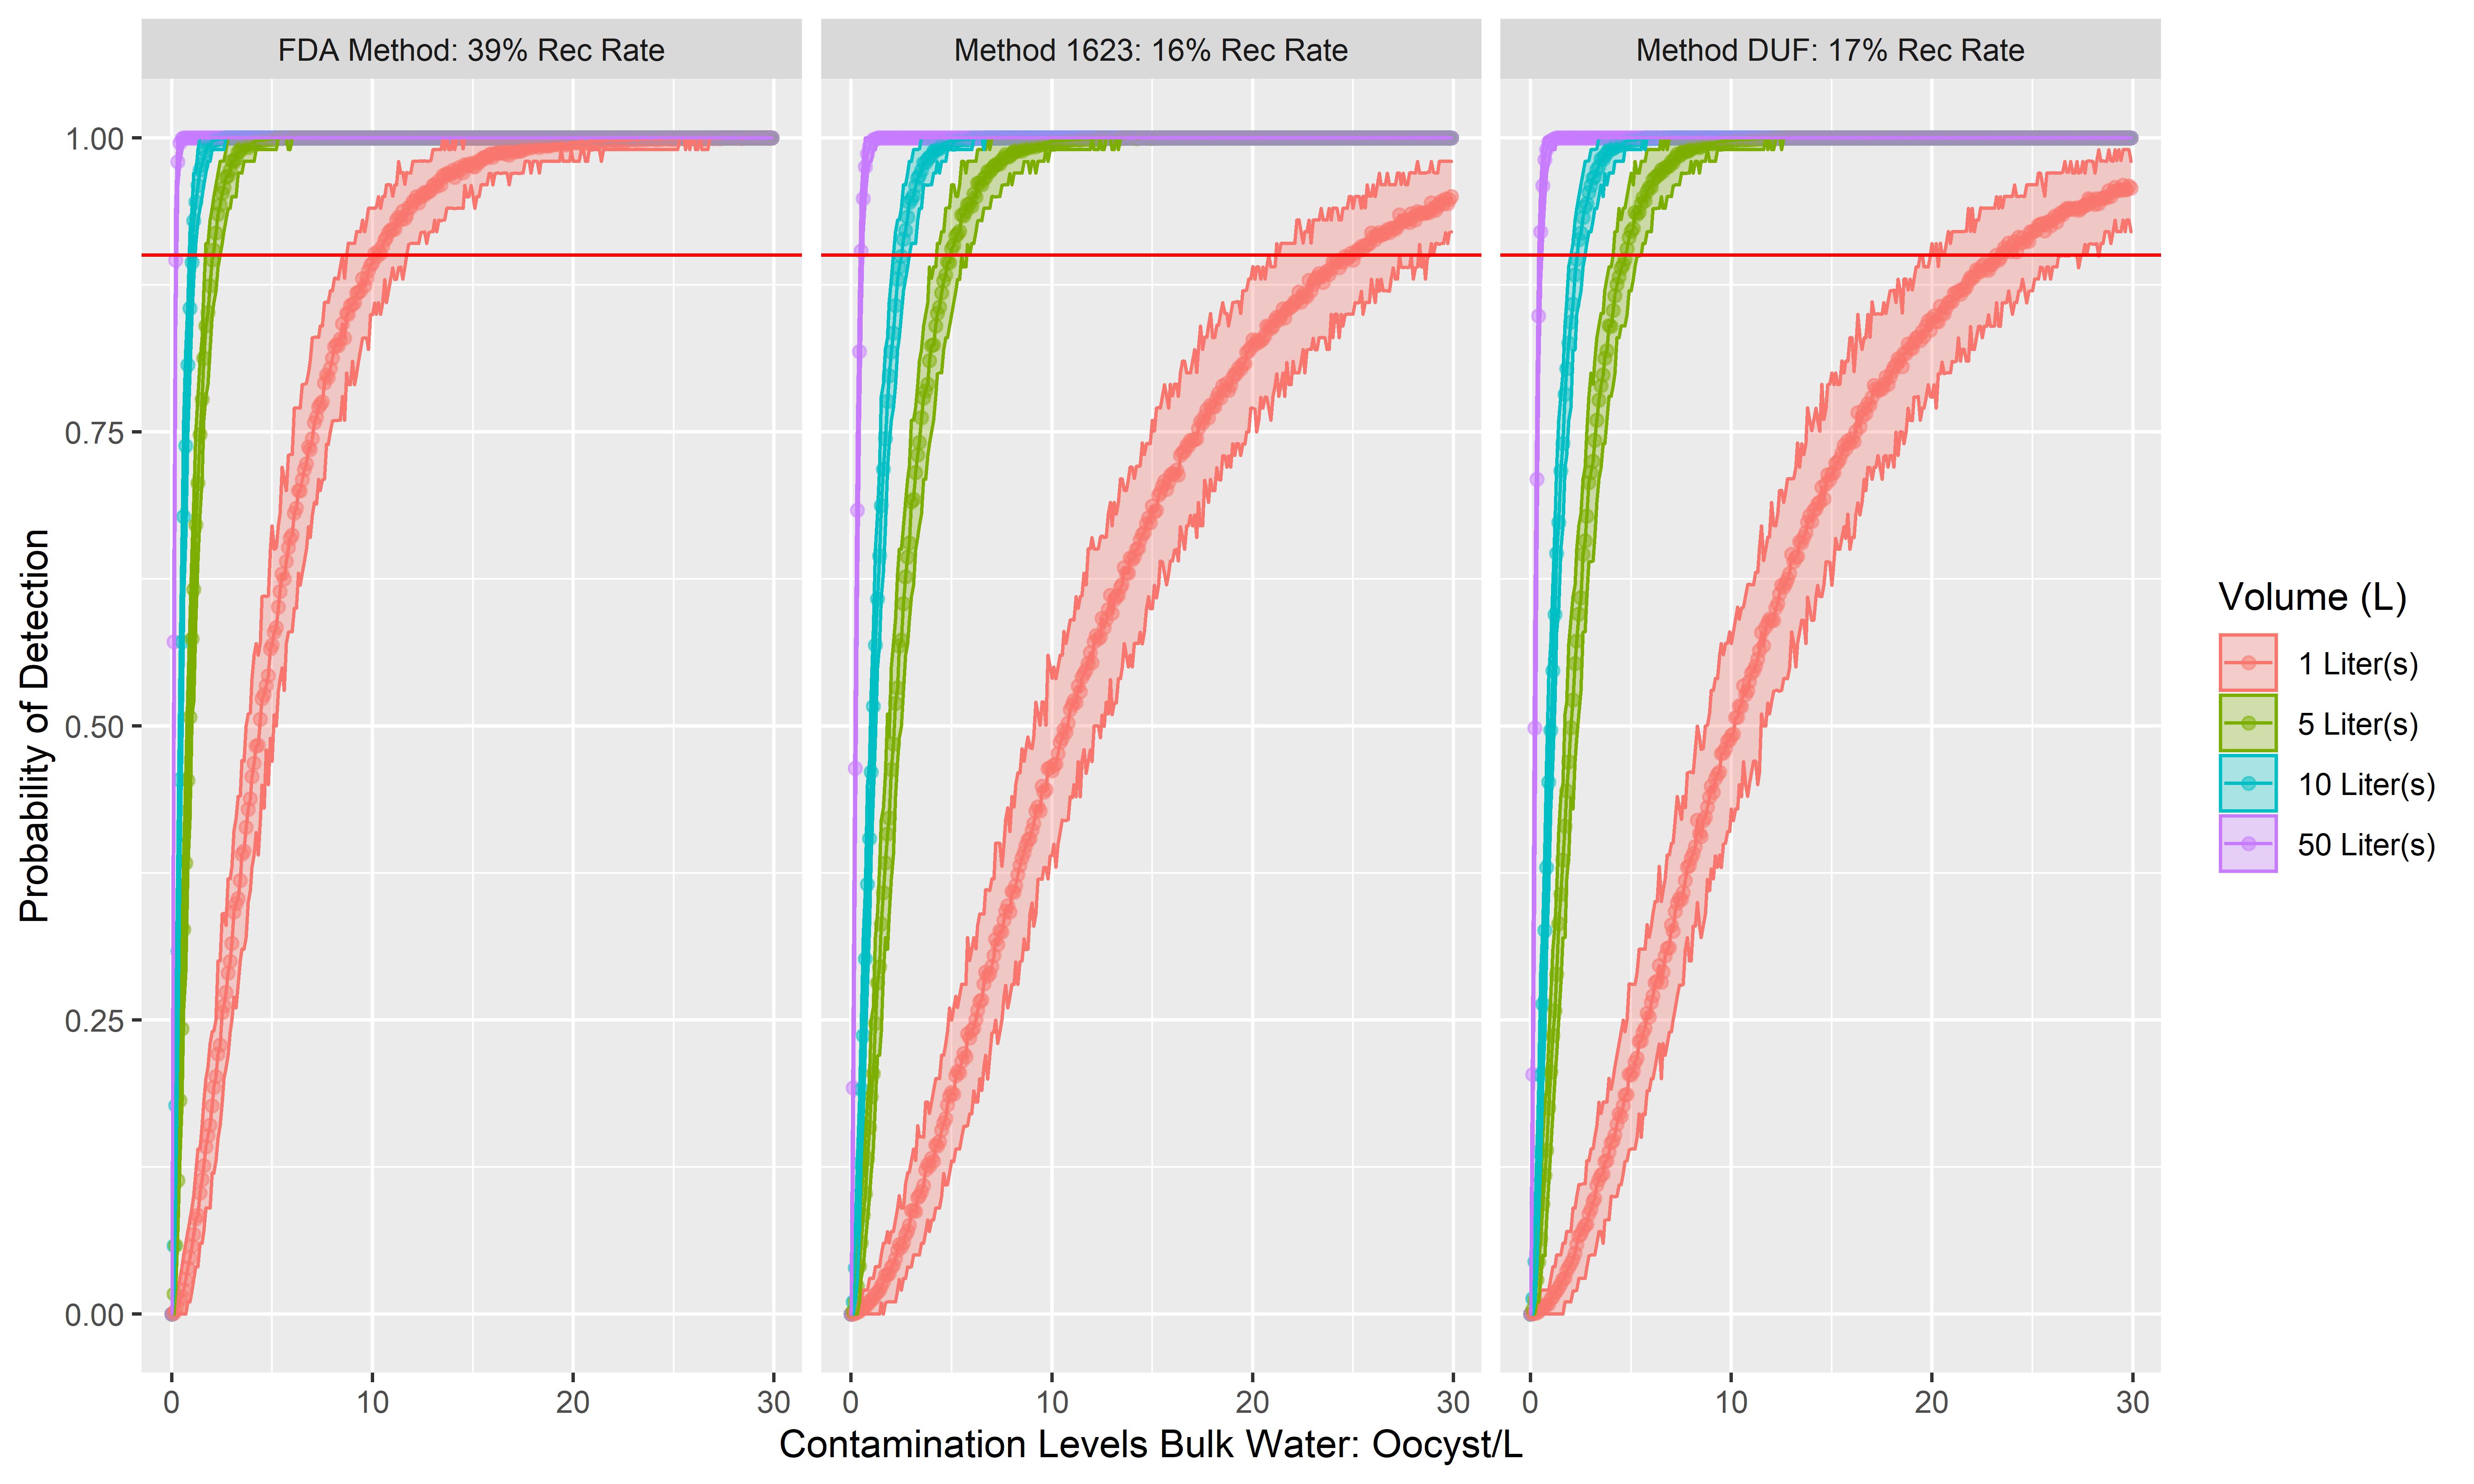 FDA Method: 39% Rec Rate
Method 1623: 16% Rec Rate
Method DUF: 17% Rec Rate
Probability of Detection
1.00
0.75
0.50
0.25
0.00
0 10 20 30
0 10 20 30
0 10 20 30
Contamination Levels Bulk Water: Oocyst/L
Volume (L)
1 Liter(s)
5 Liter(s)
10 Liter(s)
50 Liter(s)